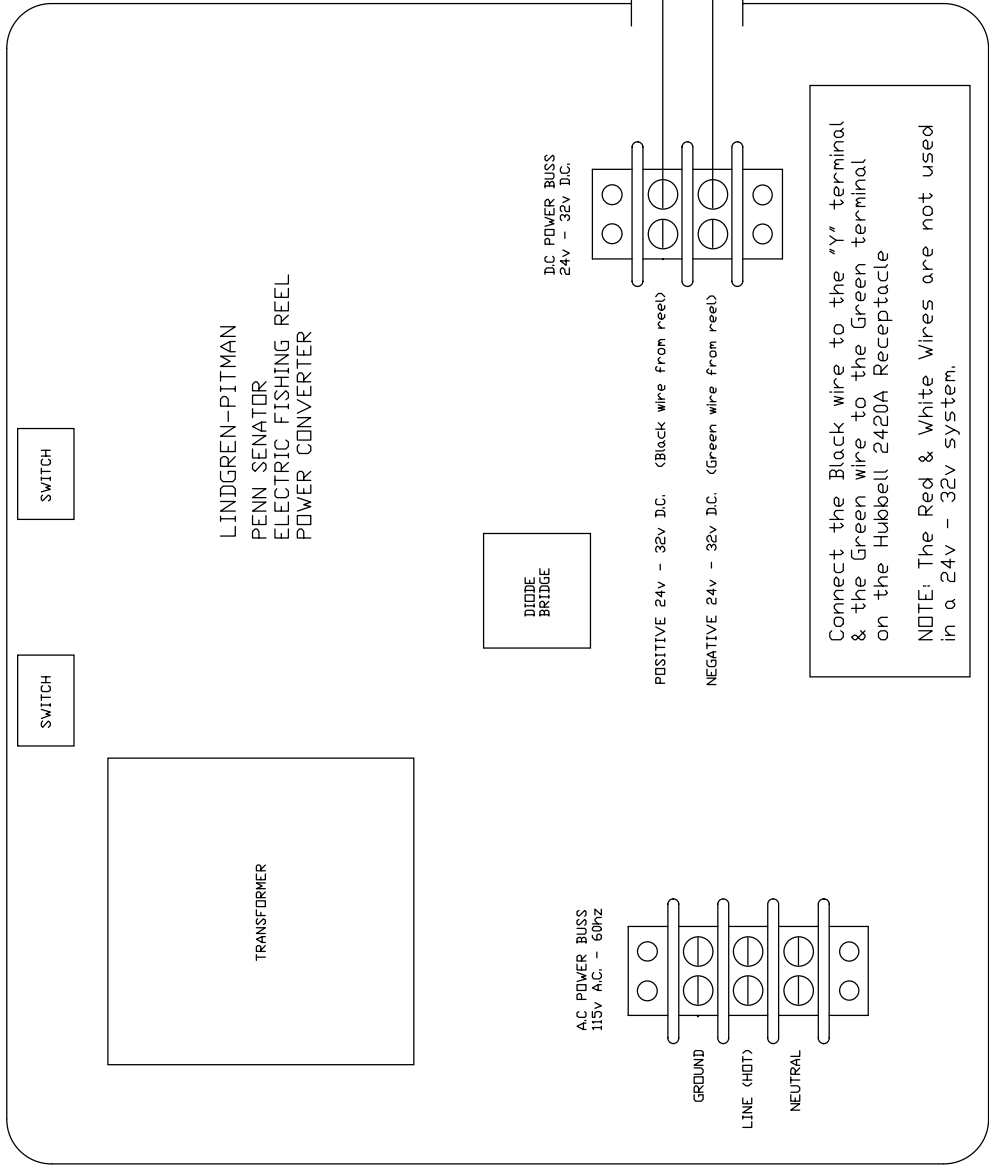 SWITCH
SWITCH
TRANSFORMER
LINDGREN-PITMAN
PENN SENATOR
ELECTRIC FISHING REEL
POWER CONVERTER
DIODE
BRIDGE
D.C POWER BUSS
24v - 32v D.C.
A.C POWER BUSS
115v A.C. - 60hz
GROUND
LINE (HOT)
NEUTRAL
POSITIVE 24v - 32v D.C. (Black wire from reel)
NEGATIVE 24v - 32v D.C. (Green wire from reel)
Connect the Black wire to the "Y" terminal
& the Green wire to the Green terminal
on the Hubbell 2420A Receptacle
NOTE: The Red & White Wires are not used
in a 24v - 32v system.